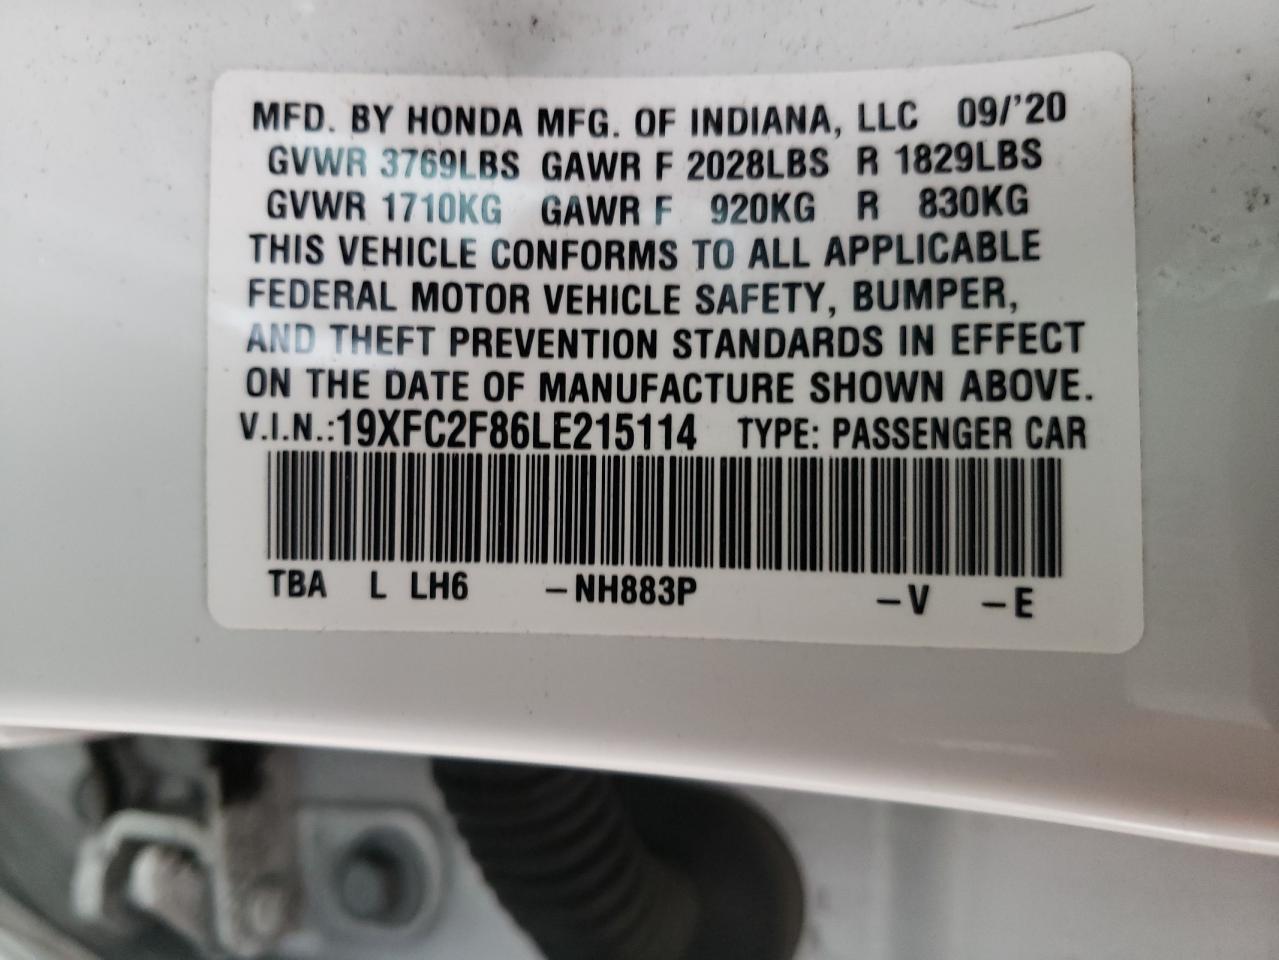 MFD. BY HONDA MFG. OF INDIANA, LLC 09/'20
GVWR 3769LBS GAWR F 2028LBS R 1829LBS
GVWR 1710KG GAWR F 920KG R 830KG
THIS VEHICLE CONFORMS TO ALL APPLICABLE
FEDERAL MOTOR VEHICLE SAFETY, BUMPER,
AND THEFT PREVENTION STANDARDS IN EFFECT
ON THE DATE OF MANUFACTURE SHOWN ABOVE.
V.I.N.:19XFC2F86LE215114 TYPE: PASSENGER CAR
TBA L LH6 –NH883P –V –E